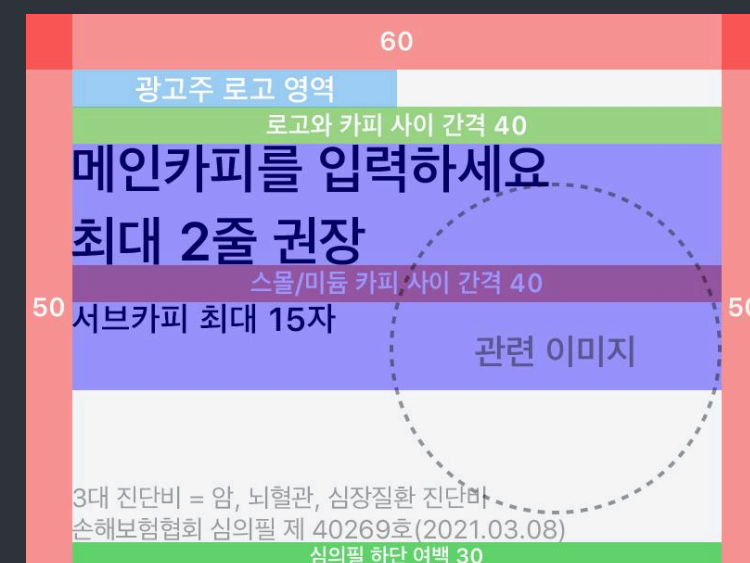 60
광고주 로고 영역
로고와 카피 사이 간격 40
메인카피를 입력하세요
최대 2줄 권장
스몰/미듐 카피 사이 간격 40
50
50
서브카피 최대 15자
관련 이미지
3대 진단비 = 암, 뇌혈관, 심장질환 진단비
손해보험협회 심의필 제 40269호(2021.03.08)
심의필 하단 여백 30